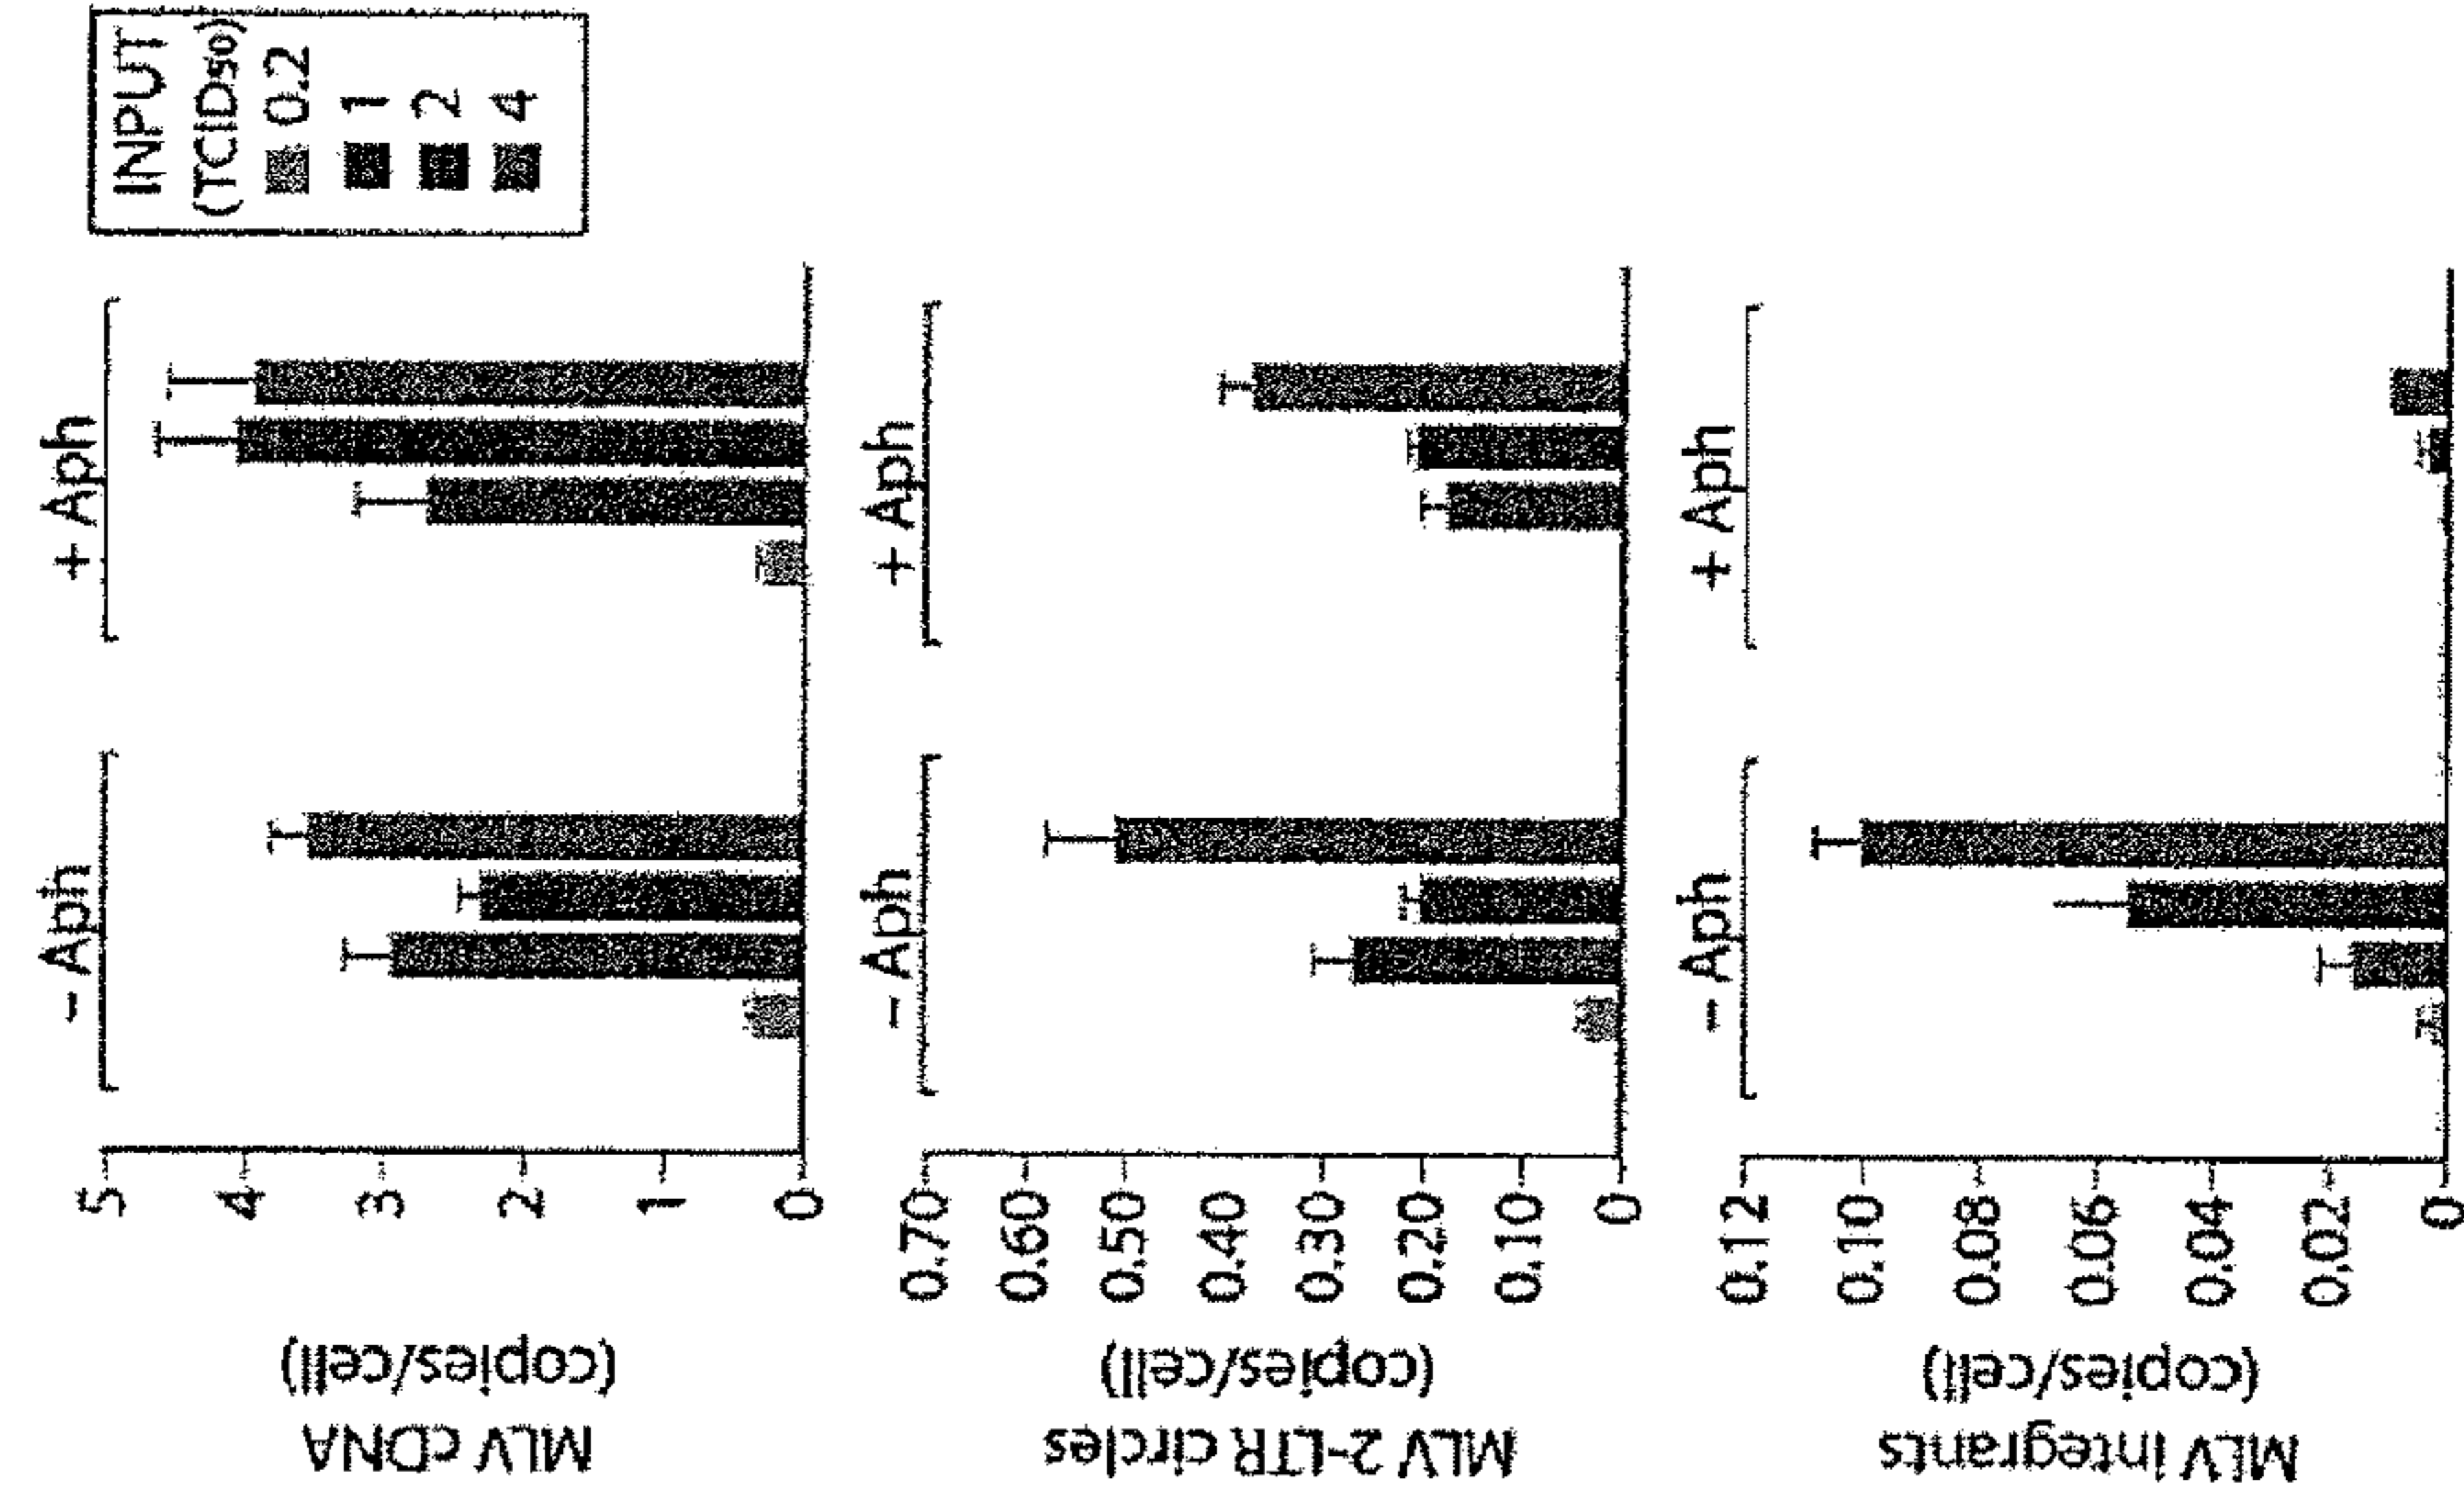 INPUT
(TCID50)
0.2
1
2
4
MLV cDNA
(copies/cell)
5
4
3
2
1
0
− Aph
+ Aph
MLV 2-LTR circles
(copies/cell)
0.70
0.60
0.50
0.40
0.30
0.20
0.10
0
− Aph
+ Aph
MLV integrants
(copies/cell)
0.12
0.10
0.08
0.06
0.04
0.02
0
− Aph
+ Aph